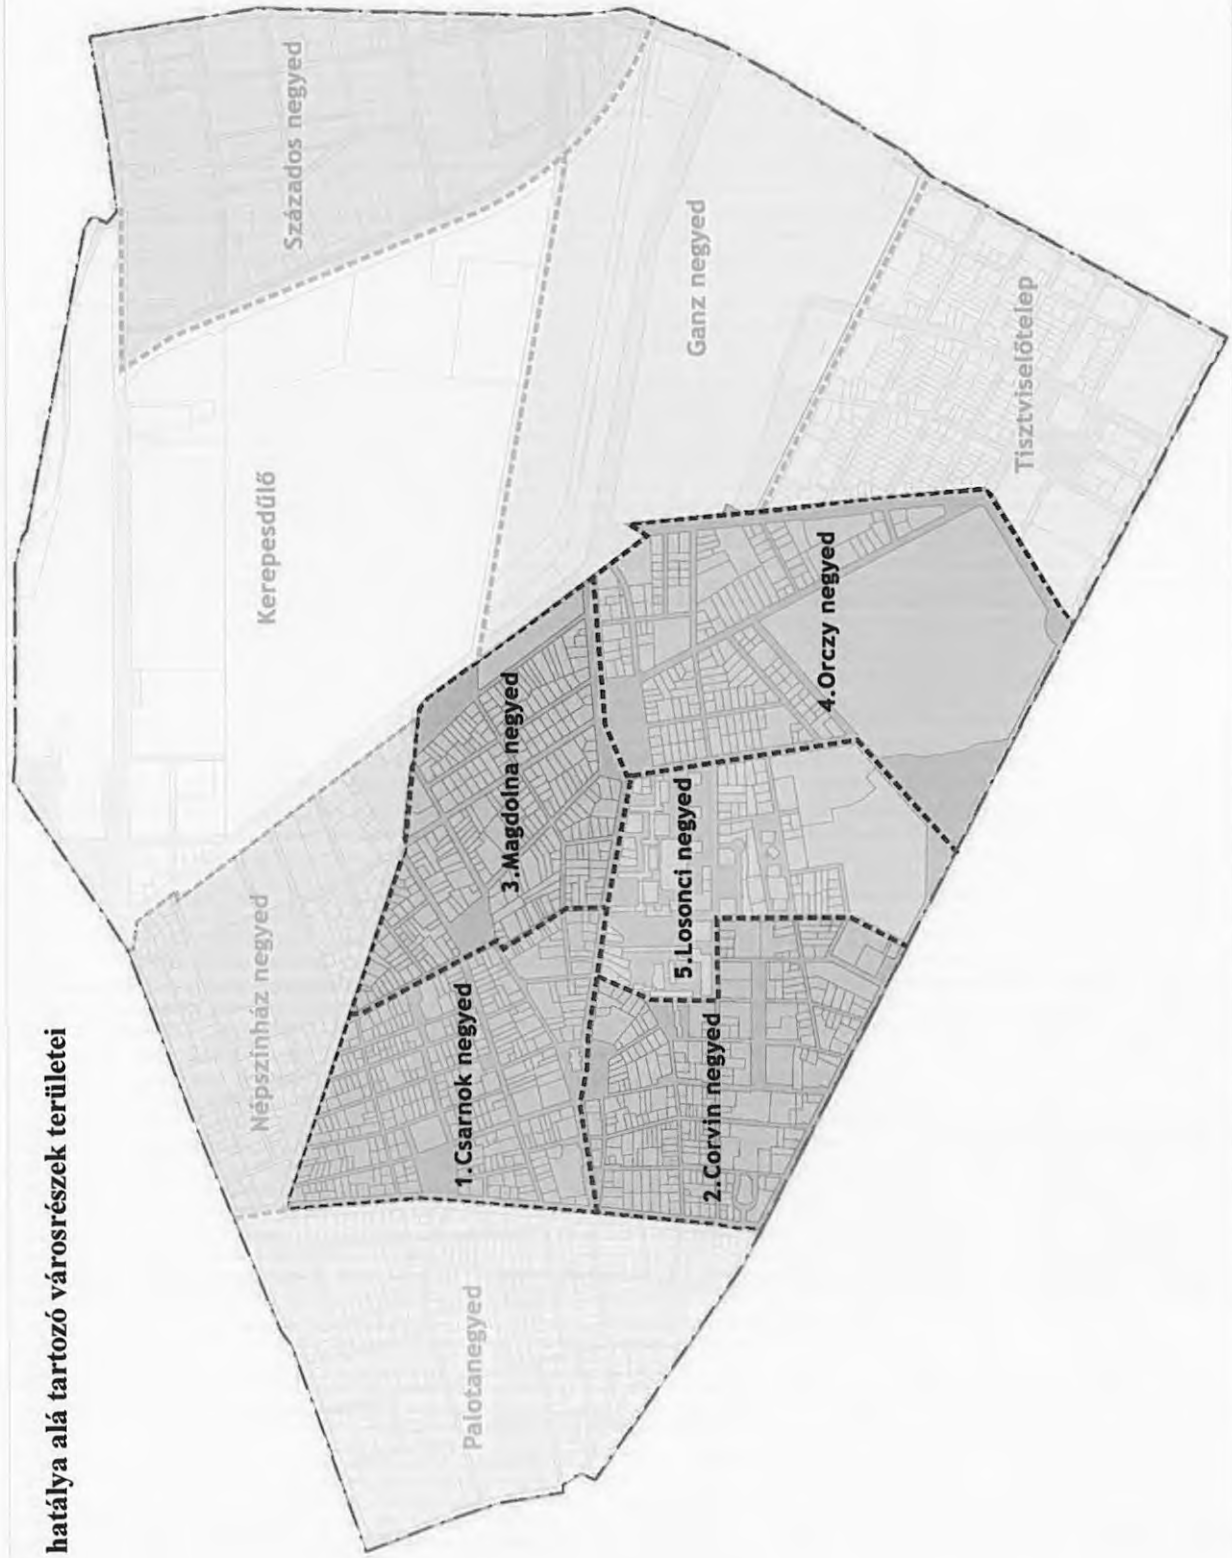 hatálya alá tartozó városrészek területei
Palotanegyed
Népszinház negyed
Kerepesdűlő
Százados negyed
1.Csarnok negyed
3.Magdolna negyed
Ganz negyed
2.Corvin negyed
5.Losonci negyed
4.Orczy negyed
Tisztviselőtelep